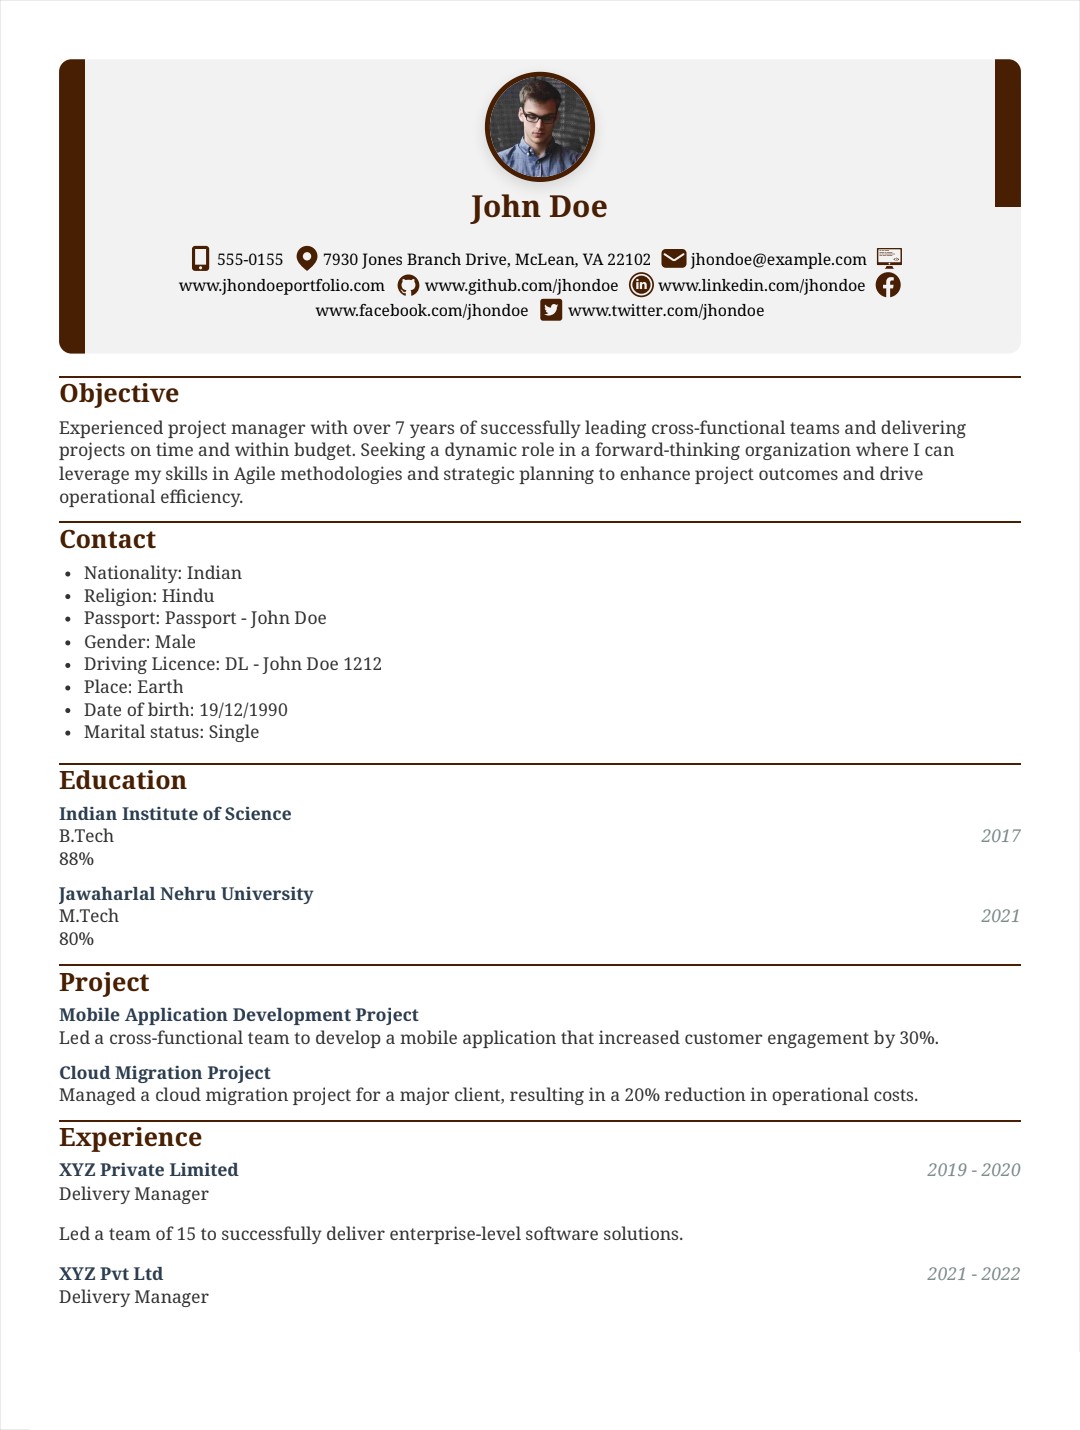 John Doe
555-0155 7930 Jones Branch Drive, McLean, VA 22102 jhondoe@example.com
www.jhondoeportfolio.com www.github.com/jhondoe www.linkedin.com/jhondoe
www.facebook.com/jhondoe www.twitter.com/jhondoe
Objective
Experienced project manager with over 7 years of successfully leading cross-functional teams and delivering
projects on time and within budget. Seeking a dynamic role in a forward-thinking organization where I can
leverage my skills in Agile methodologies and strategic planning to enhance project outcomes and drive
operational efficiency.
Contact
• Nationality: Indian
• Religion: Hindu
• Passport: Passport - John Doe
• Gender: Male
• Driving Licence: DL - John Doe 1212
• Place: Earth
• Date of birth: 19/12/1990
• Marital status: Single
Education
Indian Institute of Science
B.Tech 2017
88%
Jawaharlal Nehru University
M.Tech 2021
80%
Project
Mobile Application Development Project
Led a cross-functional team to develop a mobile application that increased customer engagement by 30%.
Cloud Migration Project
Managed a cloud migration project for a major client, resulting in a 20% reduction in operational costs.
Experience
XYZ Private Limited 2019 - 2020
Delivery Manager
Led a team of 15 to successfully deliver enterprise-level software solutions.
XYZ Pvt Ltd 2021 - 2022
Delivery Manager